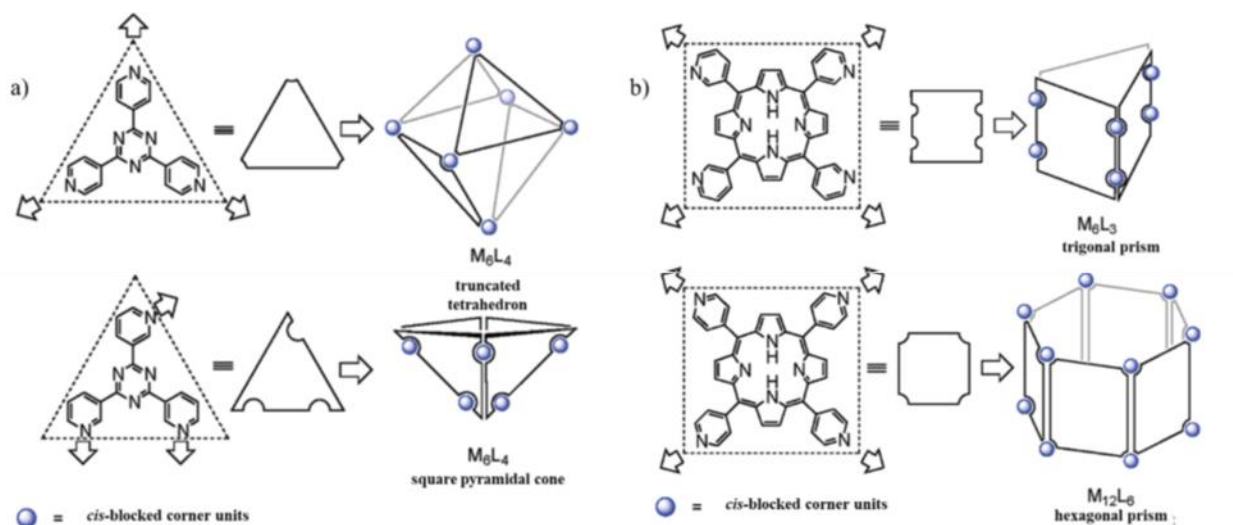 a)
N
N
N
N
N
N
≡
M₆L₄
truncated
tetrahedron
N
N
N
N
N
N
≡
M₆L₄
square pyramidal cone
= cis-blocked corner units
b)
N
N
N
H
N
N
H
N
N
N
≡
M₆L₃
trigonal prism
N
N
N
H
N
N
H
N
N
N
≡
M₁₂L₆
hexagonal prism
= cis-blocked corner units